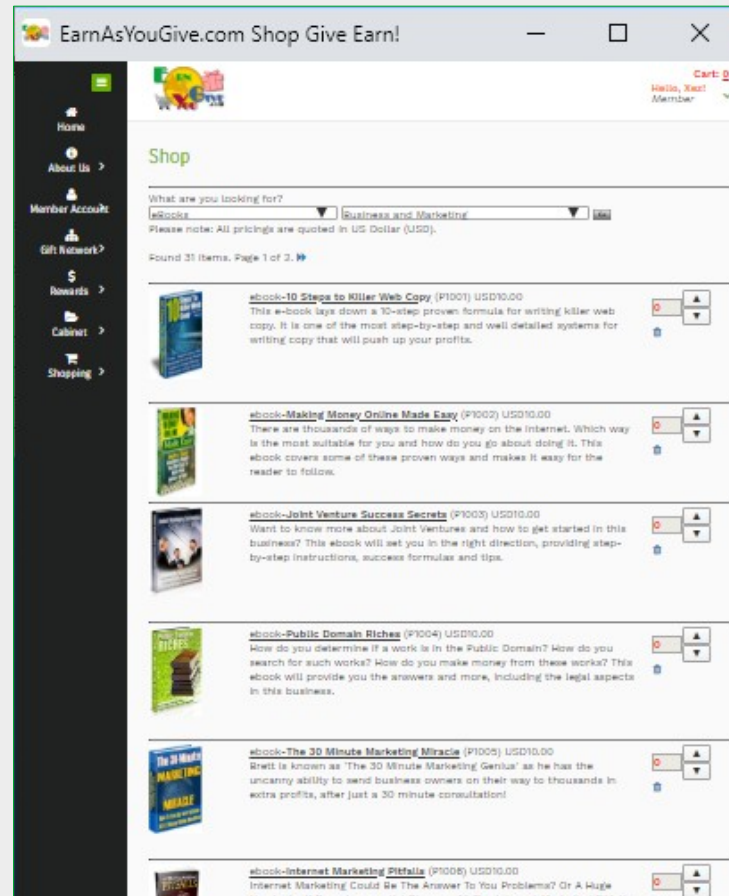 EarnAsYouGive.com Shop Give Earn!
Cart: 0
Hello, Xez!
Member
Home
About Us
Member Account
Gift Network
Rewards
Cabinet
Shopping
Shop
What are you looking for?
eBooks
Business and Marketing
Please note: All pricings are quoted in US Dollar (USD).
Found 31 items. Page 1 of 2.
ebook-10 Steps to Killer Web Copy (P1001) USD10.00
This e-book lays down a 10-step proven formula for writing killer web
copy. It is one of the most step-by-step and well detailed systems for
writing copy that will push up your profits.
0
ebook-Making Money Online Made Easy (P1002) USD10.00
There are thousands of ways to make money on the internet. Which way
is the most suitable for you and how do you go about doing it. This
ebook covers some of these proven ways and makes it easy for the
reader to follow.
0
ebook-Joint Venture Success Secrets (P1003) USD10.00
Want to know more about Joint Ventures and how to get started in this
business? This ebook will set you in the right direction, providing step-
by-step instructions, success formulas and tips.
0
ebook-Public Domain Riches (P1004) USD10.00
How do you determine if a work is in the Public Domain? How do you
search for such works? How do you make money from these works? This
ebook will provide you the answers and more, including the legal aspects
in this business.
0
The 30-Minute
MARKETING
MIRACLE
ebook-The 30 Minute Marketing Miracle (P1005) USD10.00
Brett is known as 'The 30 Minute Marketing Genius' as he has the
uncanny ability to send business owners on their way to thousands in
extra profits, after just a 30 minute consultation!
0
ebook-Internet Marketing Pitfalls (P1006) USD10.00
Internet Marketing Could Be The Answer To You Problems? Or A Huge
0